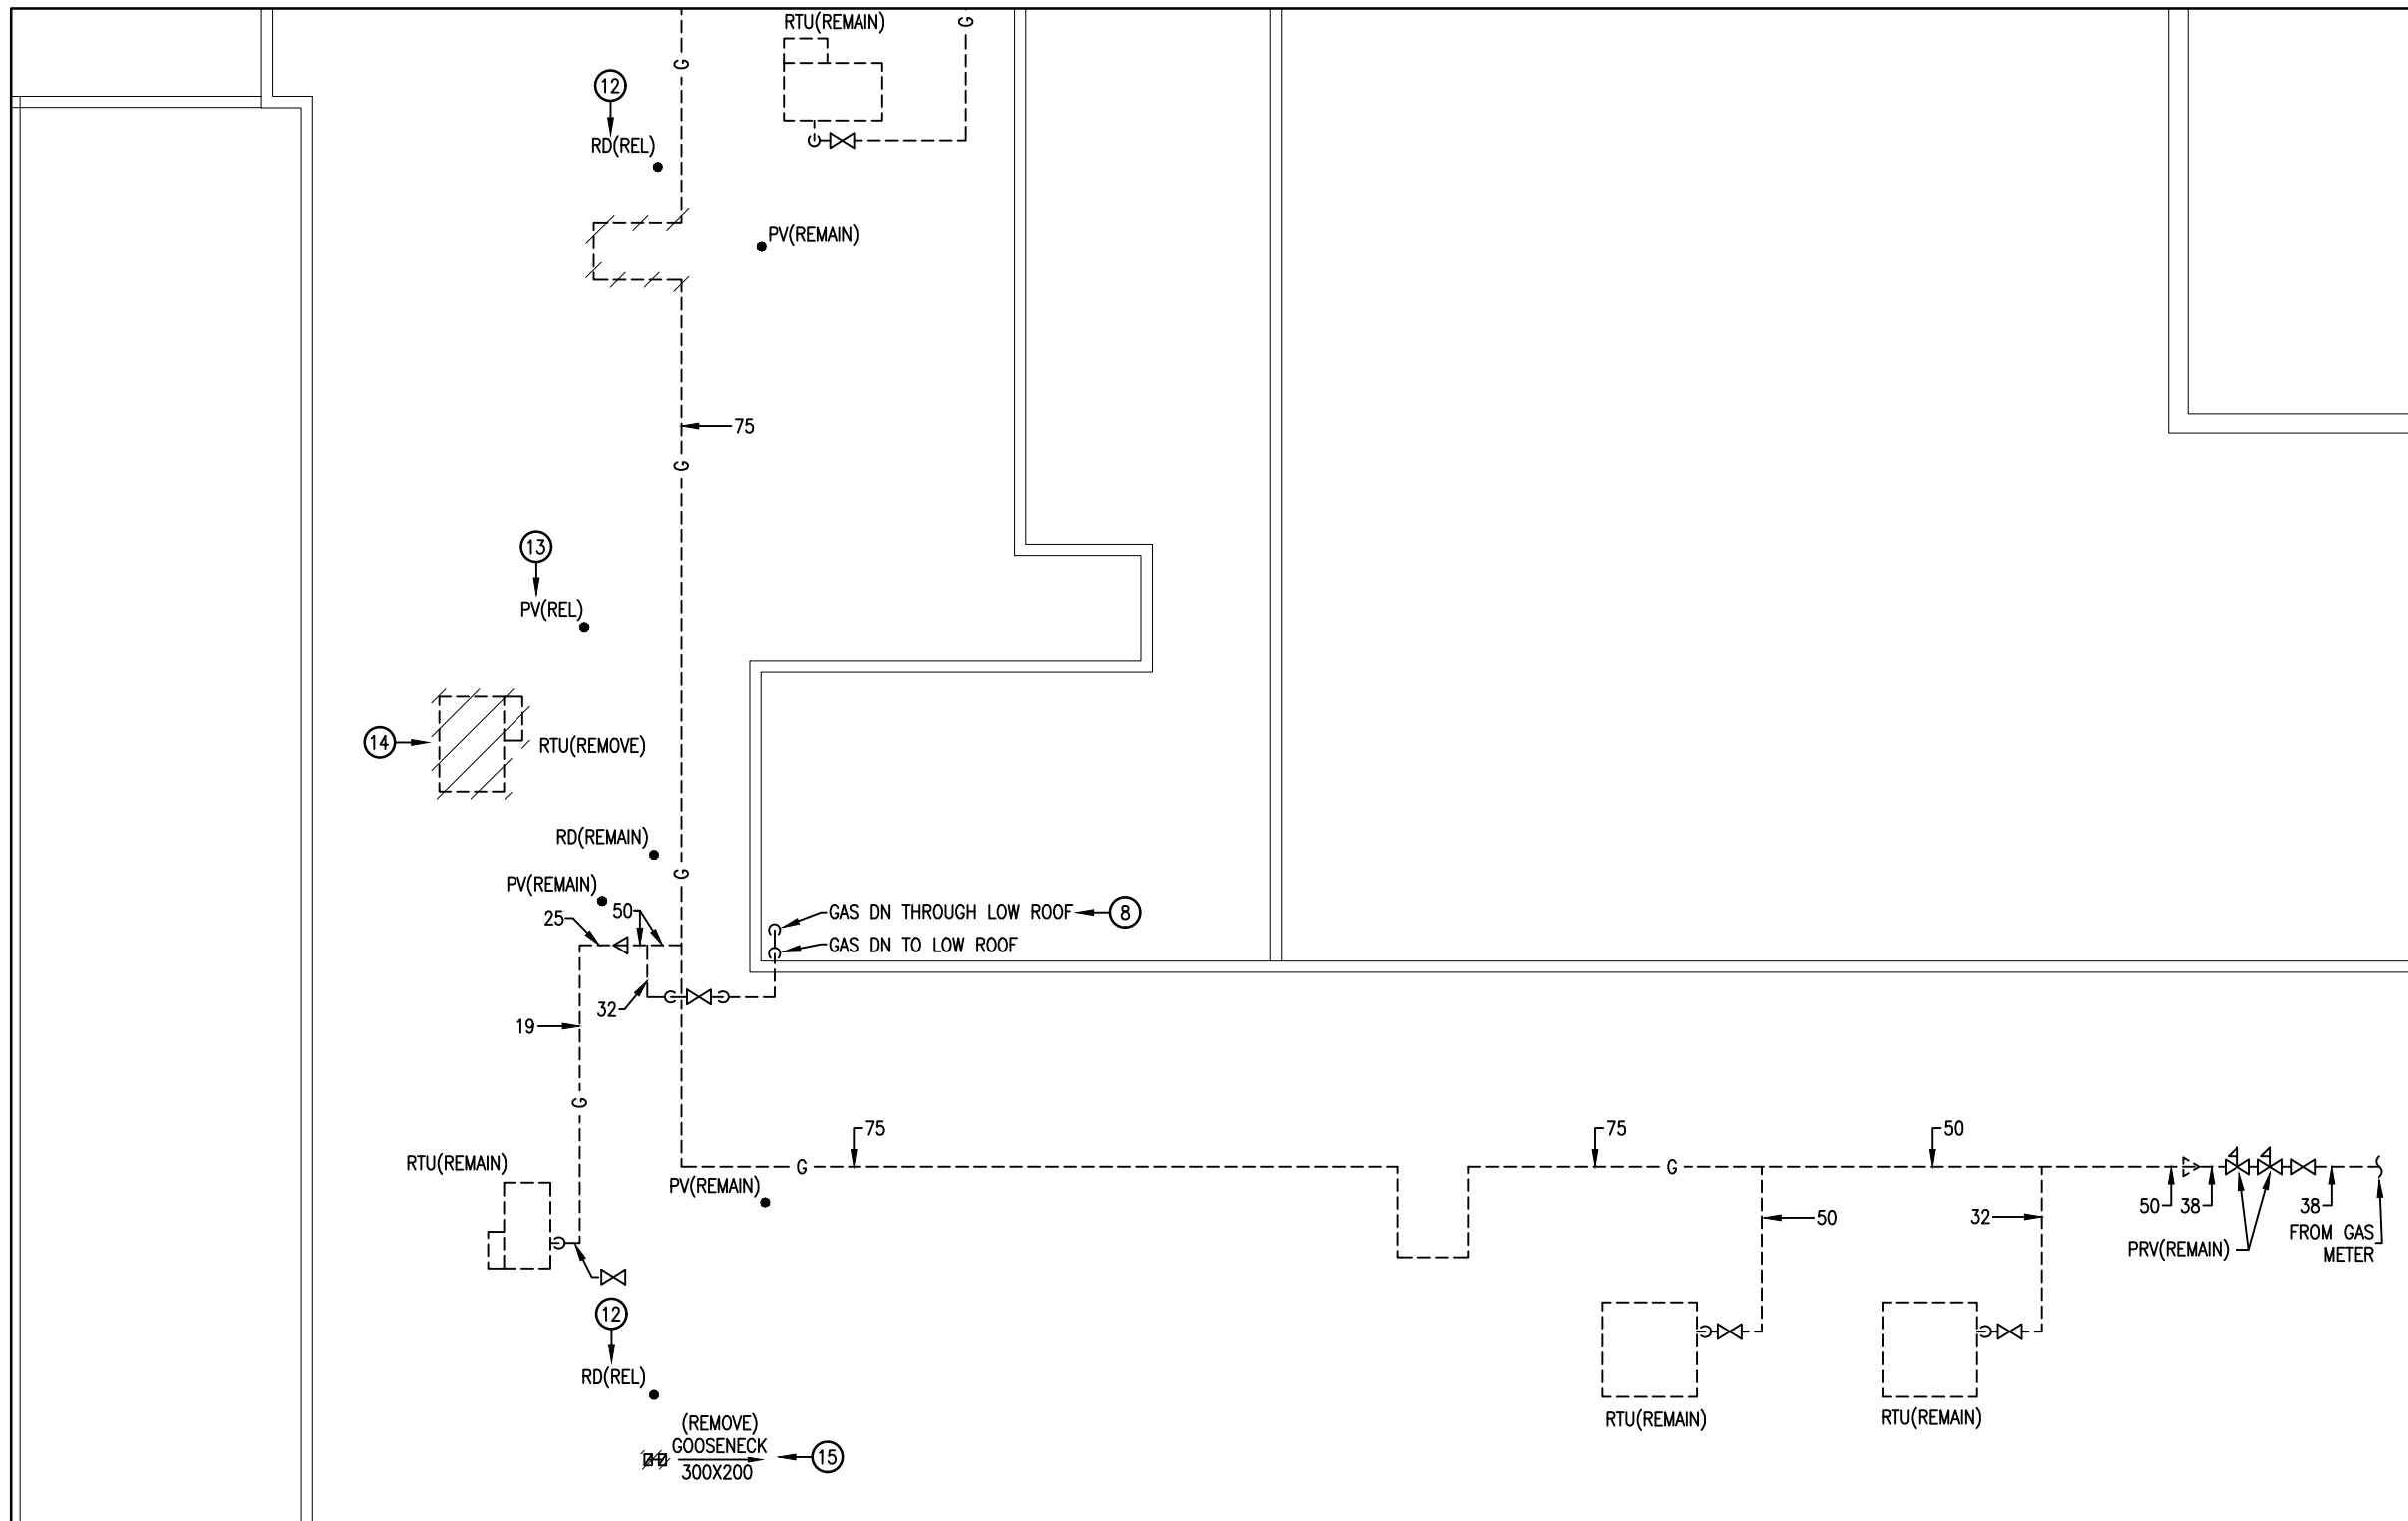 RTU(REMAIN)
G
G
12
RD(REL)
PV(REMAIN)
75
G
13
PV(REL)
14
RTU(REMOVE)
RD(REMAIN)
G
PV(REMAIN)
25
50
GAS DN THROUGH LOW ROOF
8
GAS DN TO LOW ROOF
32
19
G
75
75
50
RTU(REMAIN)
G
G
PV(REMAIN)
50
32
50
38
38
FROM GAS
METER
PRV(REMAIN)
12
RD(REL)
RTU(REMAIN)
RTU(REMAIN)
(REMOVE)
GOOSENECK
300X200
15